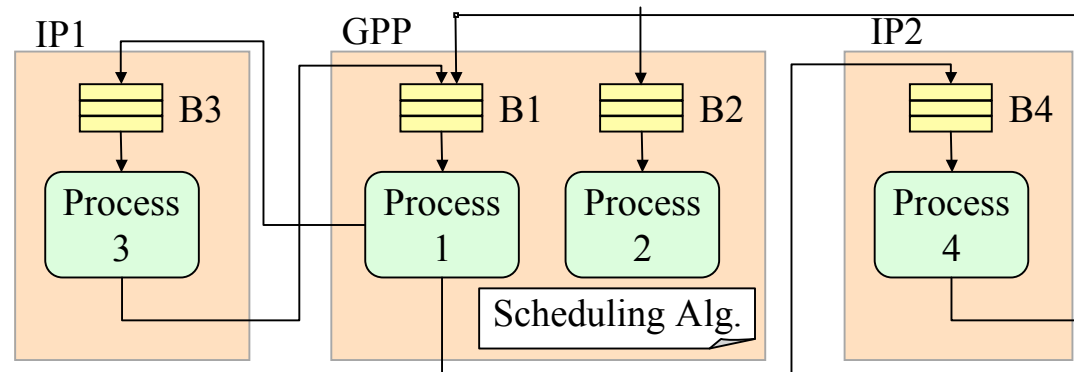 IP1
GPP
IP2
B3
B1
B2
B4
Process
3
Process
1
Process
2
Process
4
Scheduling Alg.